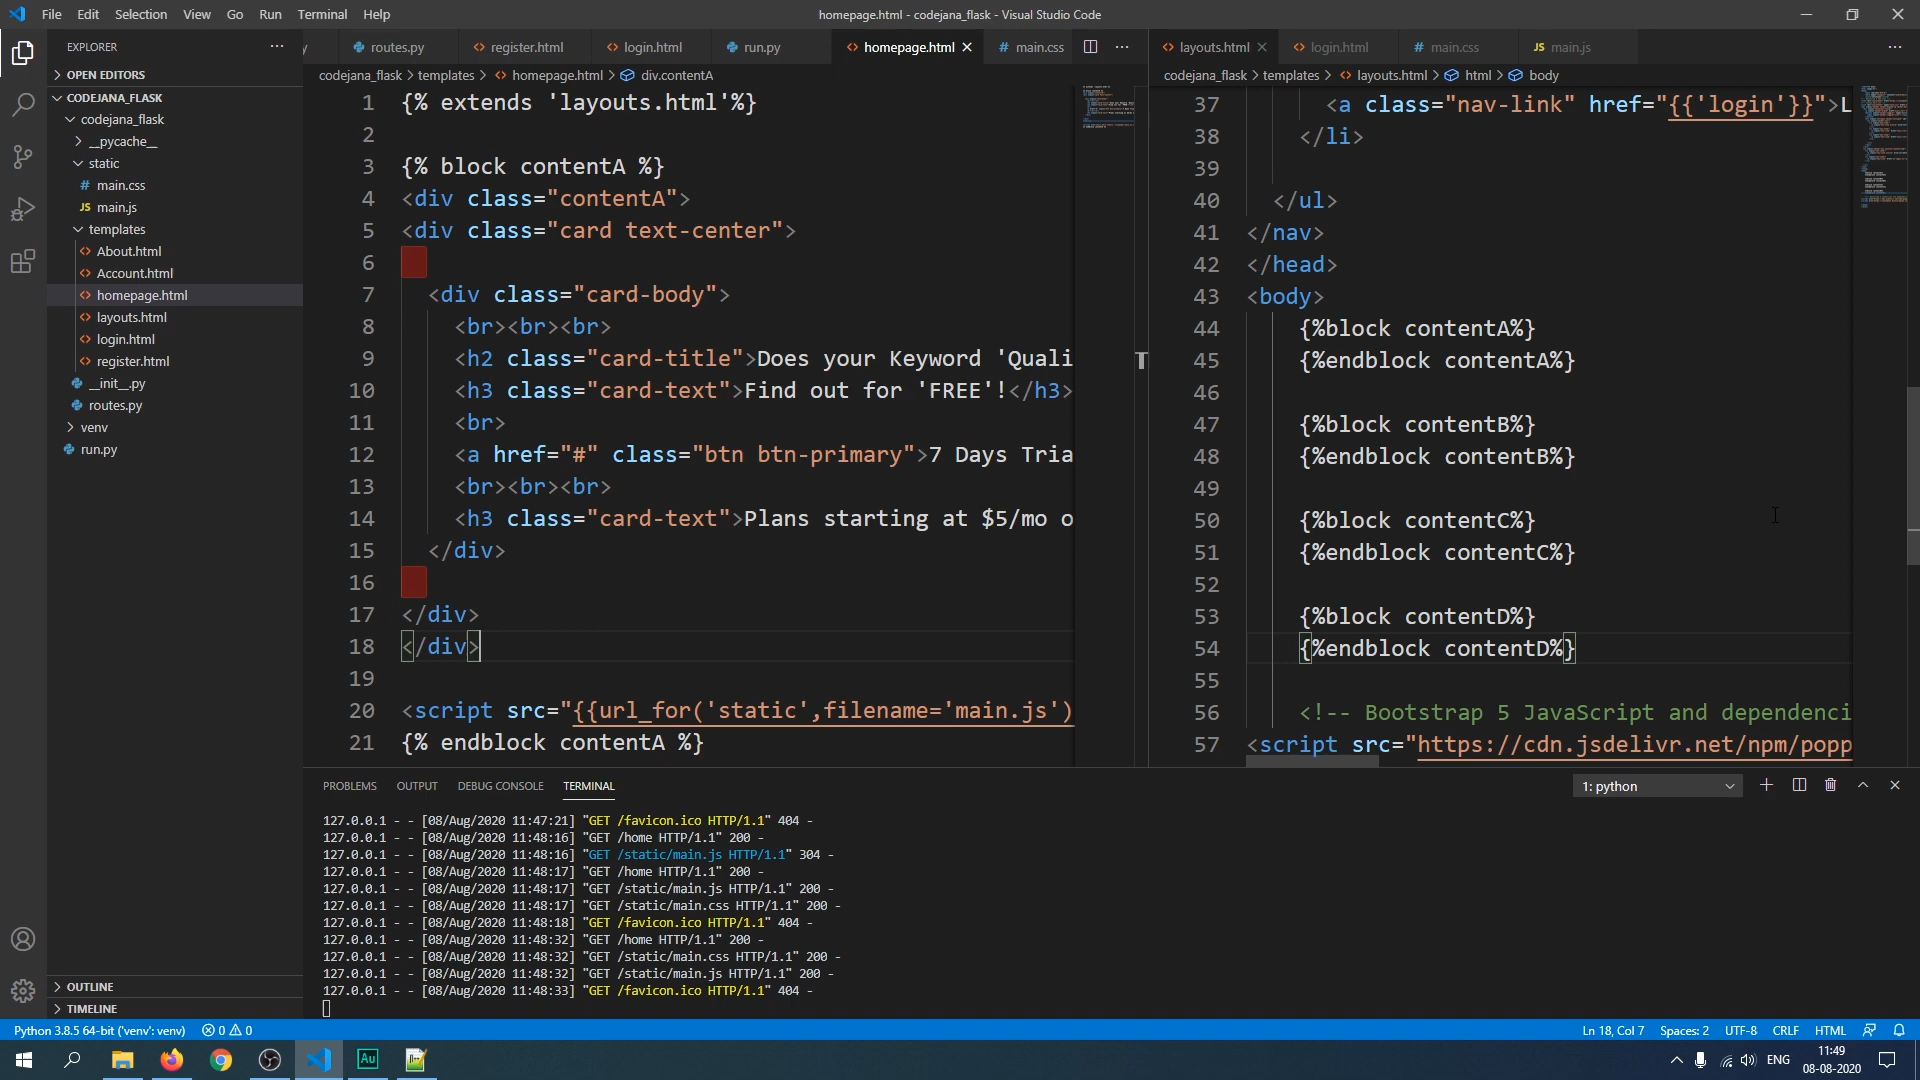 File Edit Selection View Go Run Terminal Help
homepage.html - codejana_flask - Visual Studio Code
EXPLORER
OPEN EDITORS
CODEJANA_FLASK
codejana_flask
__pycache__
static
main.css
main.js
templates
About.html
Account.html
homepage.html
layouts.html
login.html
register.html
__init__.py
routes.py
venv
run.py
OUTLINE
TIMELINE
routes.py register.html login.html run.py homepage.html main.css
codejana_flask > templates > homepage.html > div.contentA
1 {% extends 'layouts.html'%}
2
3 {% block contentA %}
4 <div class="contentA">
5 <div class="card text-center">
6
7 <div class="card-body">
8 <br><br><br>
9 <h2 class="card-title">Does your Keyword 'Quali
10 <h3 class="card-text">Find out for 'FREE'!</h3>
11 <br>
12 <a href="#" class="btn btn-primary">7 Days Tria
13 <br><br><br>
14 <h3 class="card-text">Plans starting at $5/mo o
15 </div>
16
17 </div>
18 </div>
19
20 <script src="{{url_for('static',filename='main.js')
21 {% endblock contentA %}
layouts.html login.html main.css main.js
codejana_flask > templates > layouts.html > html > body
37 <a class="nav-link" href="{{'login'}}">L
38 </li>
39
40 </ul>
41 </nav>
42 </head>
43 <body>
44 {%block contentA%}
45 {%endblock contentA%}
46
47 {%block contentB%}
48 {%endblock contentB%}
49
50 {%block contentC%}
51 {%endblock contentC%}
52
53 {%block contentD%}
54 {%endblock contentD%}
55
56 <!-- Bootstrap 5 JavaScript and dependenci
57 <script src="https://cdn.jsdelivr.net/npm/popp
PROBLEMS OUTPUT DEBUG CONSOLE TERMINAL
1: python
127.0.0.1 - - [08/Aug/2020 11:47:21] "GET /favicon.ico HTTP/1.1" 404 -
127.0.0.1 - - [08/Aug/2020 11:48:16] "GET /home HTTP/1.1" 200 -
127.0.0.1 - - [08/Aug/2020 11:48:16] "GET /static/main.js HTTP/1.1" 304 -
127.0.0.1 - - [08/Aug/2020 11:48:17] "GET /home HTTP/1.1" 200 -
127.0.0.1 - - [08/Aug/2020 11:48:17] "GET /static/main.js HTTP/1.1" 200 -
127.0.0.1 - - [08/Aug/2020 11:48:17] "GET /static/main.css HTTP/1.1" 200 -
127.0.0.1 - - [08/Aug/2020 11:48:18] "GET /favicon.ico HTTP/1.1" 404 -
127.0.0.1 - - [08/Aug/2020 11:48:32] "GET /home HTTP/1.1" 200 -
127.0.0.1 - - [08/Aug/2020 11:48:32] "GET /static/main.css HTTP/1.1" 200 -
127.0.0.1 - - [08/Aug/2020 11:48:32] "GET /static/main.js HTTP/1.1" 200 -
127.0.0.1 - - [08/Aug/2020 11:48:33] "GET /favicon.ico HTTP/1.1" 404 -
Python 3.8.5 64-bit ('venv': venv) 0 0
Ln 18, Col 7 Spaces: 2 UTF-8 CRLF HTML
Au
ENG
11:49
08-08-2020